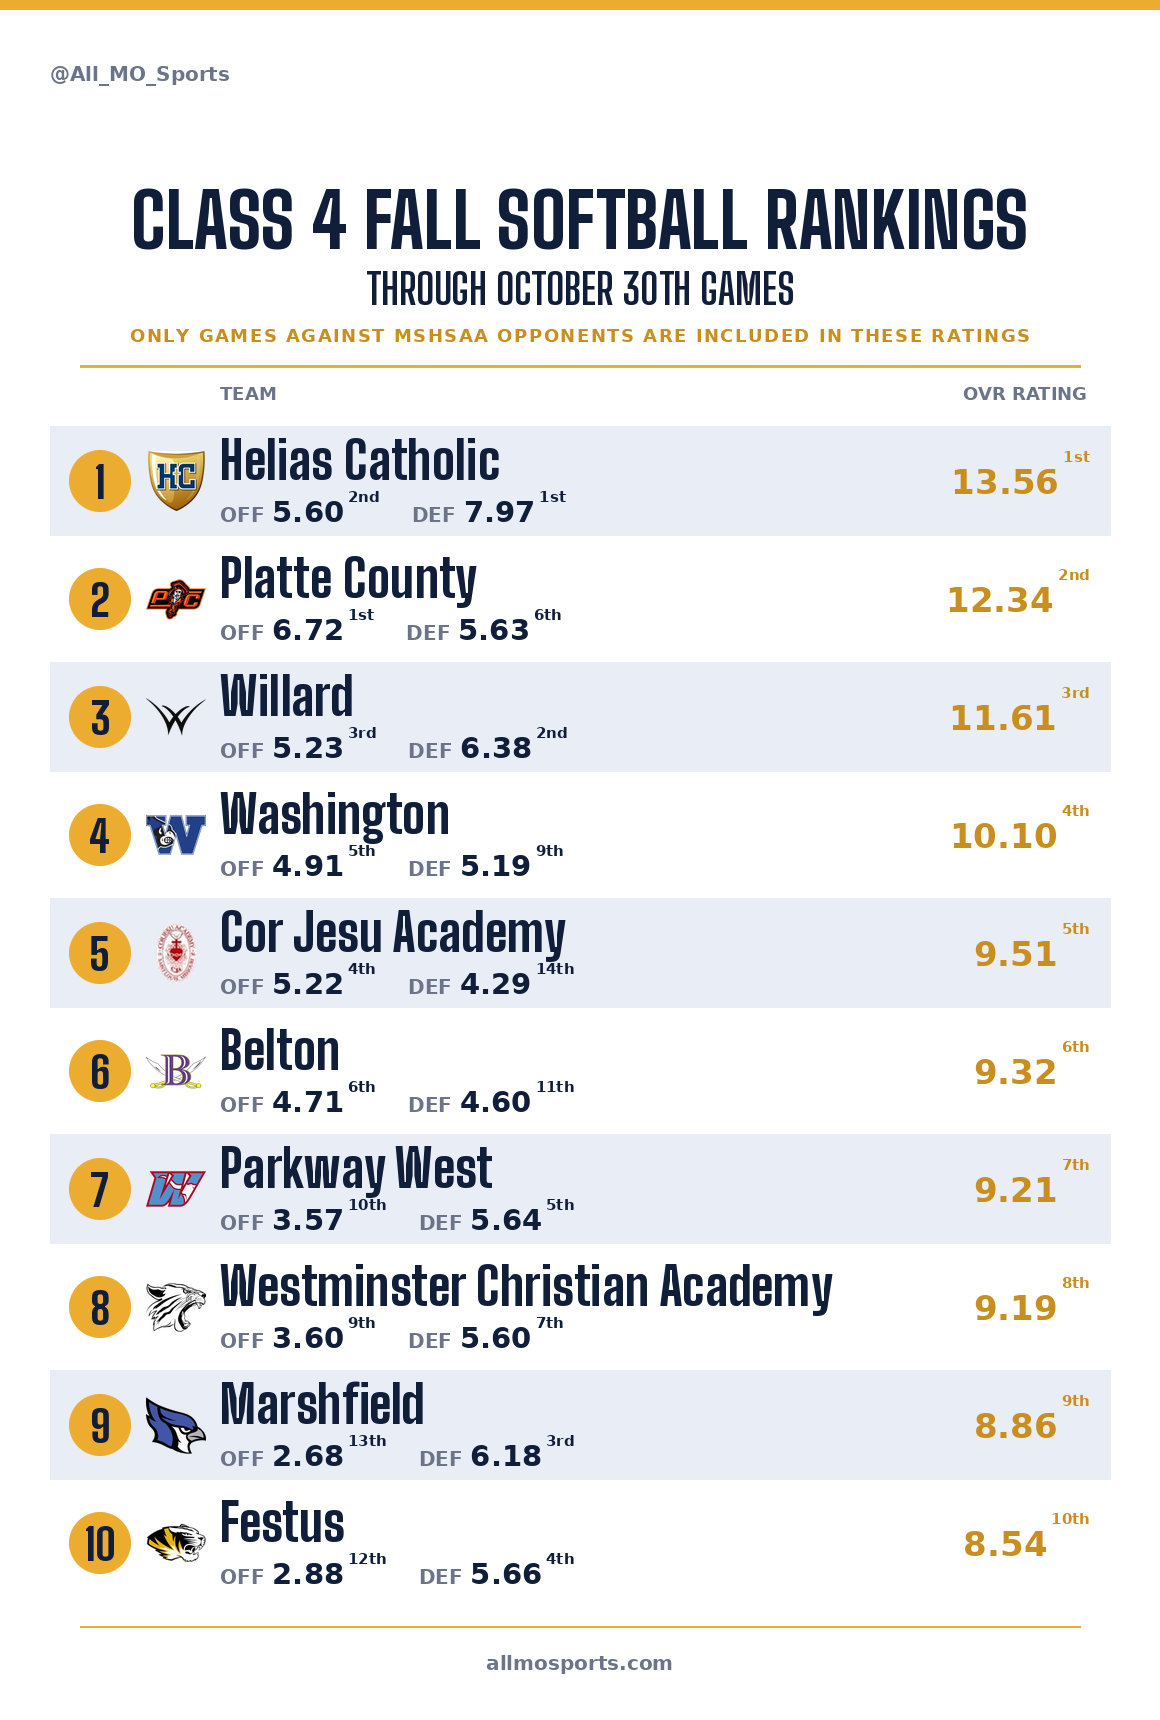 @All_MO_Sports
CLASS 4 FALL SOFTBALL RANKINGS
THROUGH OCTOBER 30TH GAMES
ONLY GAMES AGAINST MSHSAA OPPONENTS ARE INCLUDED IN THESE RATINGS
TEAM OVR RATING
1 HC Helias Catholic 13.56 1st
OFF 5.60 2nd DEF 7.97 1st
2 PC Platte County 12.34 2nd
OFF 6.72 1st DEF 5.63 6th
3 W Willard 11.61 3rd
OFF 5.23 3rd DEF 6.38 2nd
4 W Washington 10.10 4th
OFF 4.91 5th DEF 5.19 9th
5 Cor Jesu Academy 9.51 5th
OFF 5.22 4th DEF 4.29 14th
6 B Belton 9.32 6th
OFF 4.71 6th DEF 4.60 11th
7 W Parkway West 9.21 7th
OFF 3.57 10th DEF 5.64 5th
8 Westminster Christian Academy 9.19 8th
OFF 3.60 9th DEF 5.60 7th
9 Marshfield 8.86 9th
OFF 2.68 13th DEF 6.18 3rd
10 Festus 8.54 10th
OFF 2.88 12th DEF 5.66 4th
allmosports.com